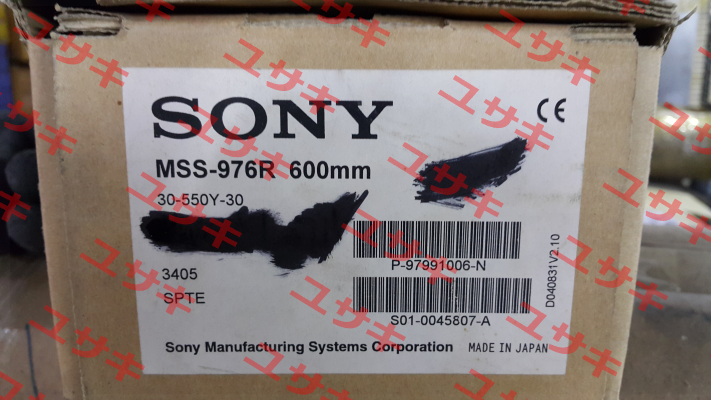 SONY
CE
MSS-976R 600mm
30-550Y-30
P-97991006-N
3405
SPTE
S01-0045807-A
D040831V2.10
Sony Manufacturing Systems Corporation MADE IN JAPAN
ユサキ